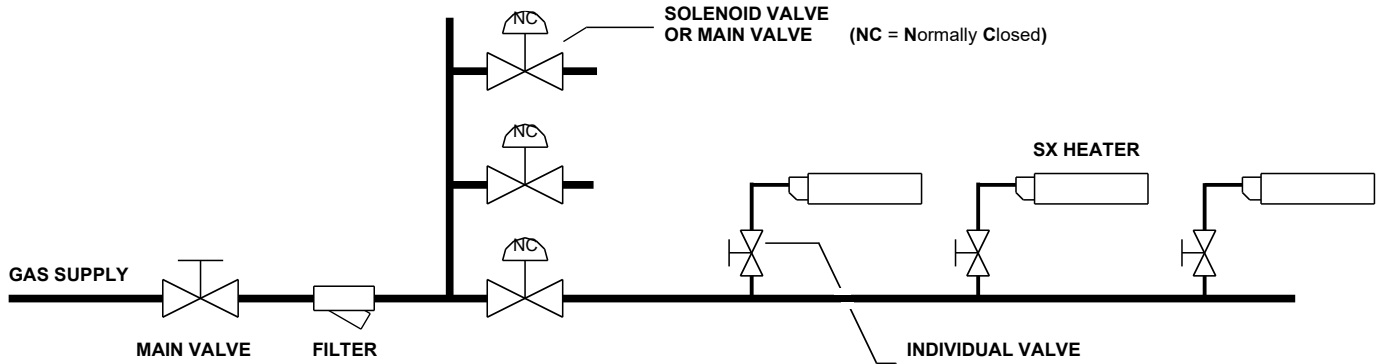 NC
SOLENOID VALVE
OR MAIN VALVE (NC = Normally Closed)
NC
SX HEATER
NC
GAS SUPPLY
MAIN VALVE
FILTER
INDIVIDUAL VALVE